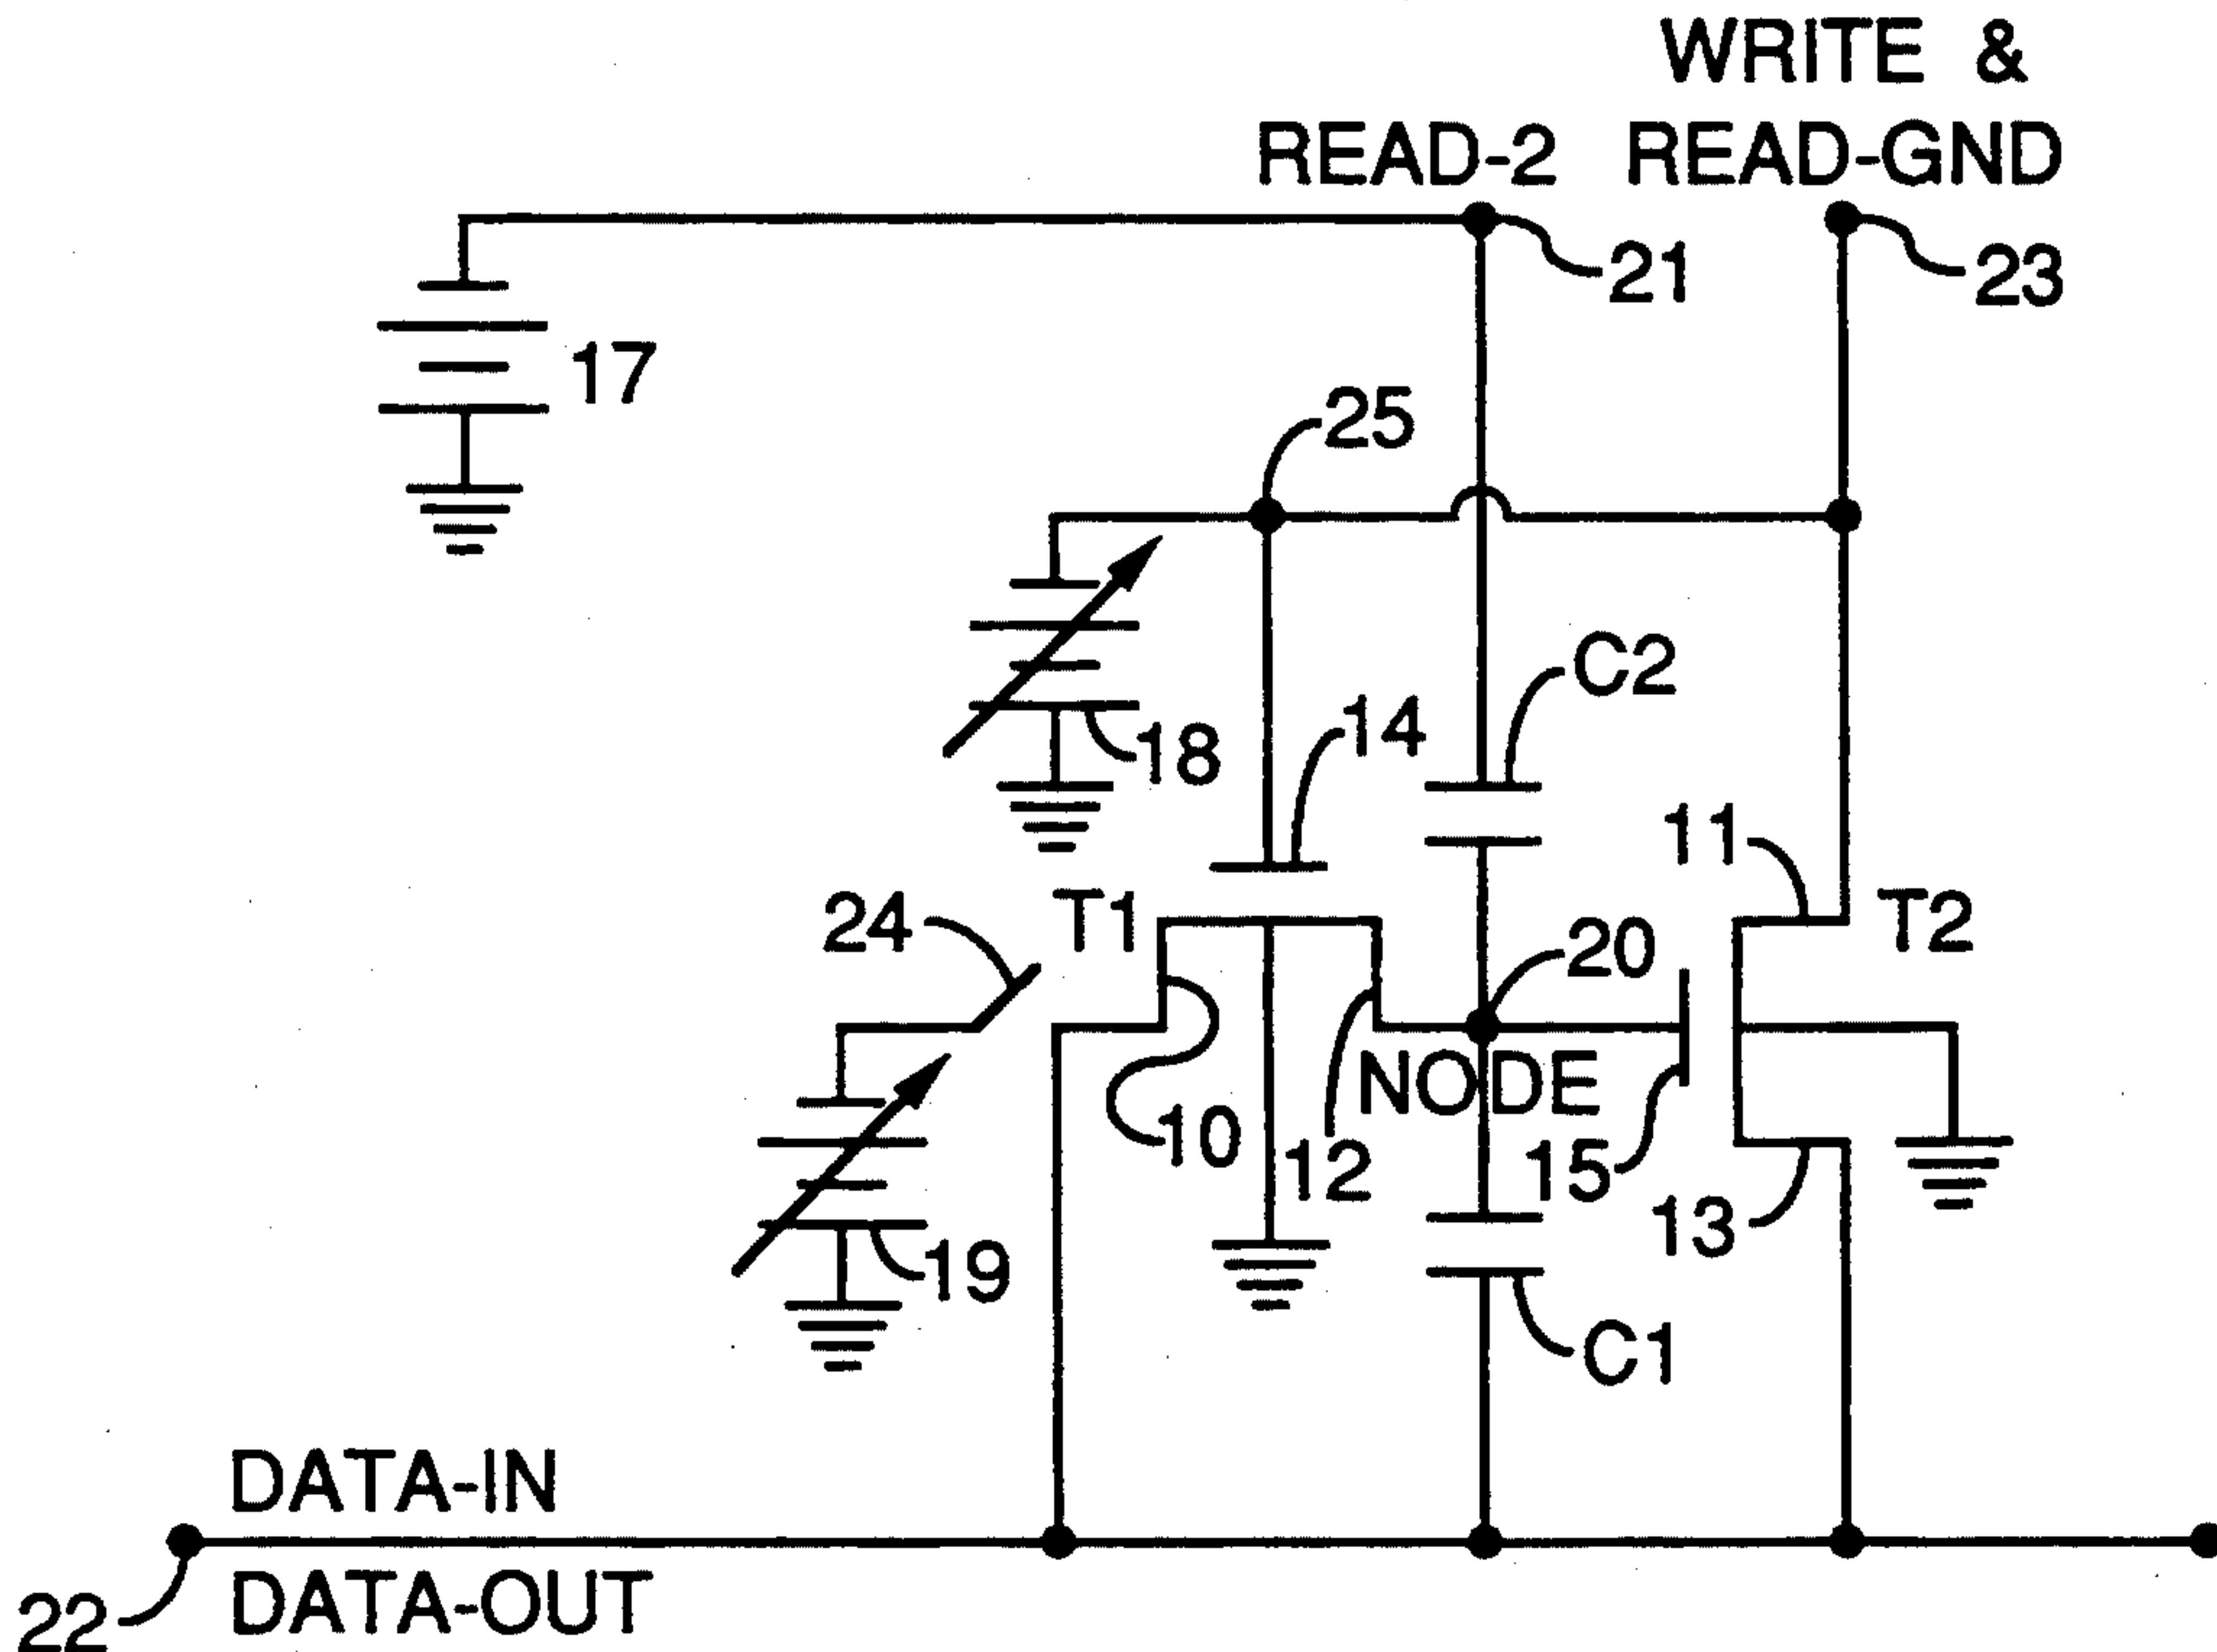 WRITE &
READ-2 READ-GND
21
23
17
25
C2
18
14
11
24
T1
T2
20
NODE
10
12
15
13
19
C1
DATA-IN
DATA-OUT
22